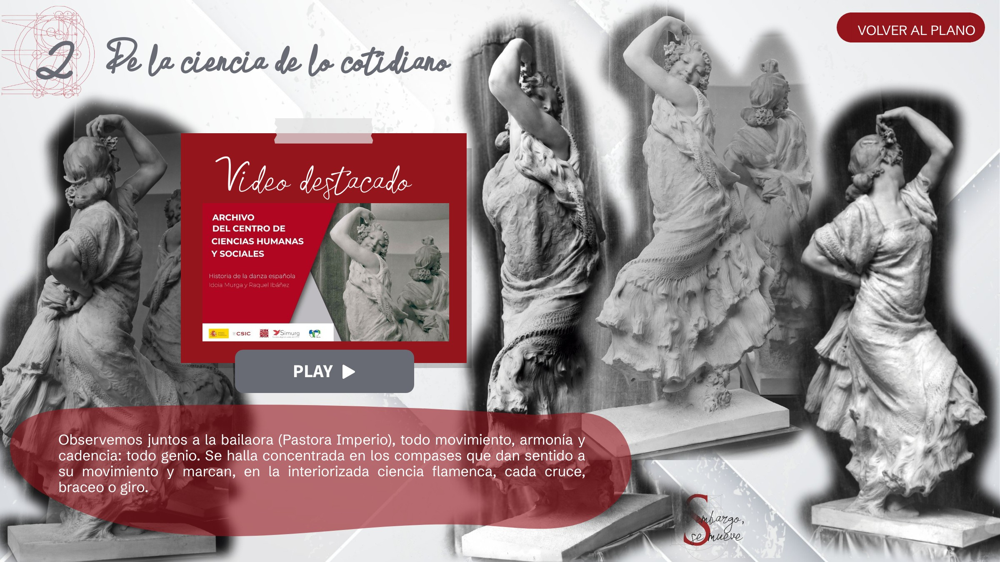 VOLVER AL PLANO
2 De la ciencia de lo cotidiano
Video destacado
ARCHIVO
DEL CENTRO DE
CIENCIAS HUMANAS
Y SOCIALES
Historia de la danza española
Idoia Murga y Raquel Ibáñez
CSIC
RED
CSIC
Simurg
PLAY
Observemos juntos a la bailaora (Pastora Imperio), todo movimiento, armonía y
cadencia: todo genio. Se halla concentrada en los compases que dan sentido a
su movimiento y marcan, en la interiorizada ciencia flamenca, cada cruce,
braceo o giro.
Sembargo,
se mueve